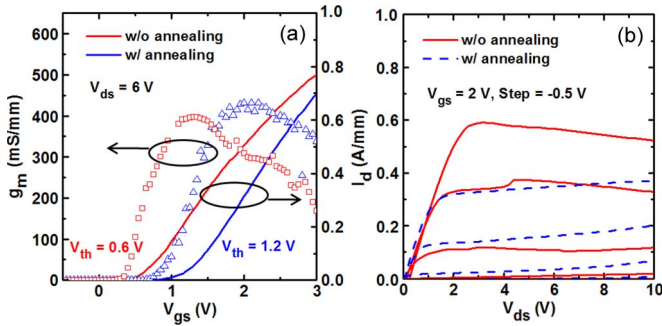 600
500
400
300
200
100
0
g_m (mS/mm)
w/o annealing
w/ annealing
(a)
V_ds = 6 V
V_th = 0.6 V
V_th = 1.2 V
0 1 2 3
V_gs (V)
1.0
0.8
0.6
0.4
0.2
0.0
I_d (A/mm)
1.0
0.8
0.6
0.4
0.2
0.0
w/o annealing
w/ annealing
(b)
V_gs = 2 V, Step = -0.5 V
0 2 4 6 8 10
V_ds (V)